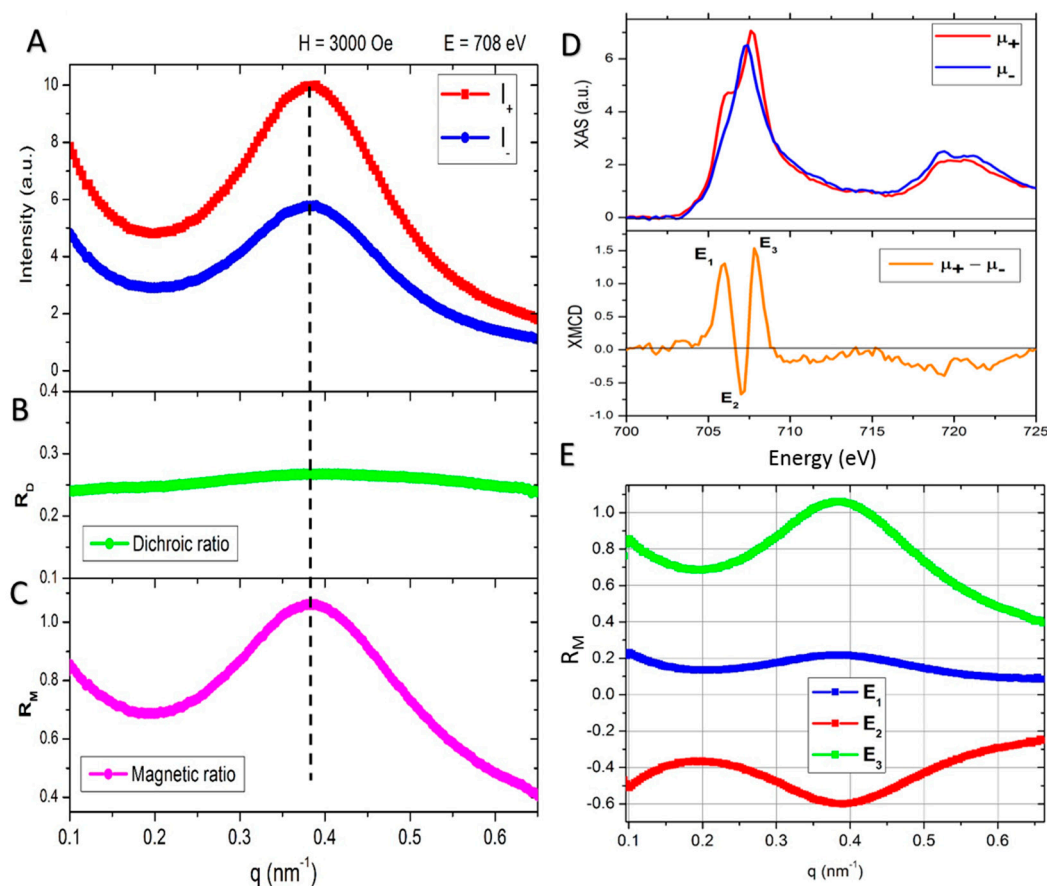 A
H = 3000 Oe E = 708 eV
I+
I-
Intensity (a.u.)
10
8
6
4
2
0
B
0.4
0.3
0.2
0.1
R_D
Dichroic ratio
C
1.0
0.8
0.6
0.4
R_M
Magnetic ratio
0.1 0.2 0.3 0.4 0.5 0.6
q (nm⁻¹)
D
μ+
μ-
XAS (a.u.)
6
4
2
0
E₁
E₃
E₂
μ+ − μ-
XMCD
1.5
1.0
0.5
0.0
-0.5
-1.0
700 705 710 715 720 725
Energy (eV)
E
R_M
1.0
0.8
0.6
0.4
0.2
0.0
-0.2
-0.4
-0.6
E₁
E₂
E₃
0.1 0.2 0.3 0.4 0.5 0.6
q (nm⁻¹)